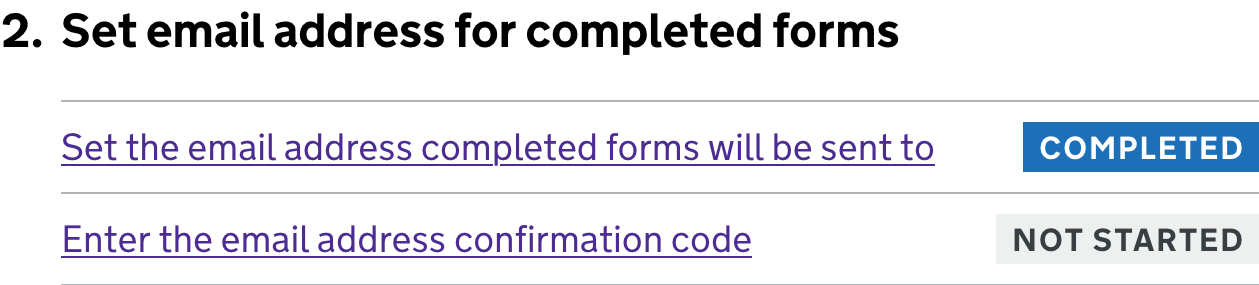 2. Set email address for completed forms
Set the email address completed forms will be sent to COMPLETED
Enter the email address confirmation code NOT STARTED